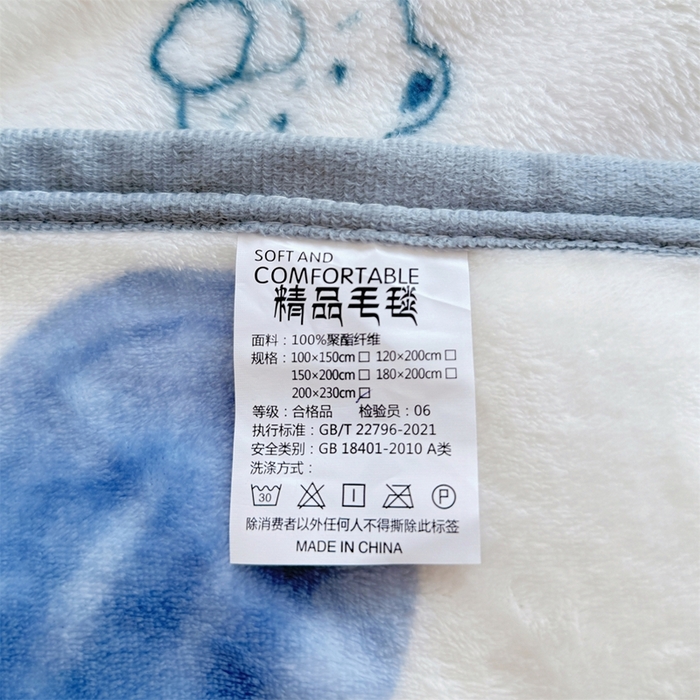 SOFT AND
COMFORTABLE
精品毛毯
面料：100%聚酯纤维
规格：100×150cm□ 120×200cm□
150×200cm□ 180×200cm□
200×230cm☑
等级：合格品 检验员：06
执行标准：GB/T 22796-2021
安全类别：GB 18401-2010 A类
洗涤方式：
30 P
除消费者以外任何人不得撕除此标签
MADE IN CHINA